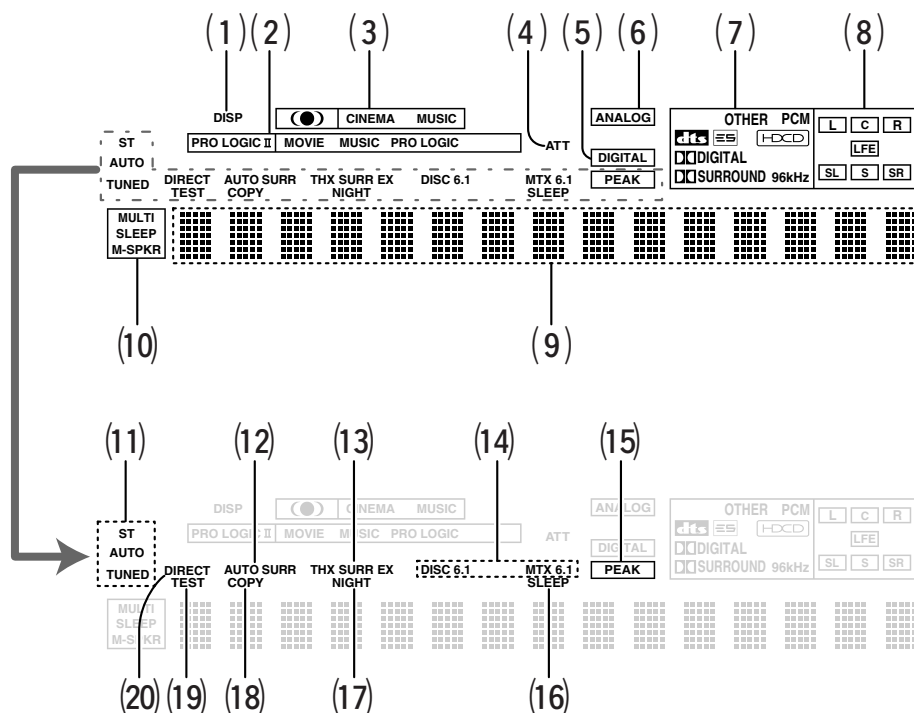 (1) (2) (3) (4) (5) (6) (7) (8)
DISP CINEMA MUSIC ANALOG OTHER PCM L C R
ST PRO LOGIC II MOVIE MUSIC PRO LOGIC ATT dts ES HDCD LFE
AUTO DIGITAL DIGITAL
TUNED DIRECT AUTO SURR THX SURR EX DISC 6.1 MTX 6.1 PEAK SURROUND 96kHz SL S SR
TEST COPY NIGHT SLEEP
MULTI
SLEEP
M-SPKR
(10) (9)
(11) (12) (13) (14) (15)
DISP CINEMA MUSIC ANALOG OTHER PCM L C R
ST PRO LOGIC II MOVIE MUSIC PRO LOGIC ATT dts ES HDCD LFE
AUTO DIGITAL DIGITAL
TUNED DIRECT AUTO SURR THX SURR EX DISC 6.1 MTX 6.1 PEAK SURROUND 96kHz SL S SR
TEST COPY NIGHT SLEEP
MULTI
SLEEP
M-SPKR
(20) (19) (18) (17) (16)